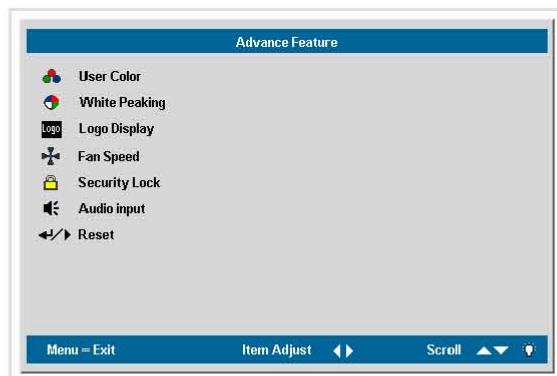 Advance Feature
User Color
White Peaking
Logo Logo Display
Fan Speed
Security Lock
Audio input
Reset
Menu = Exit Item Adjust Scroll